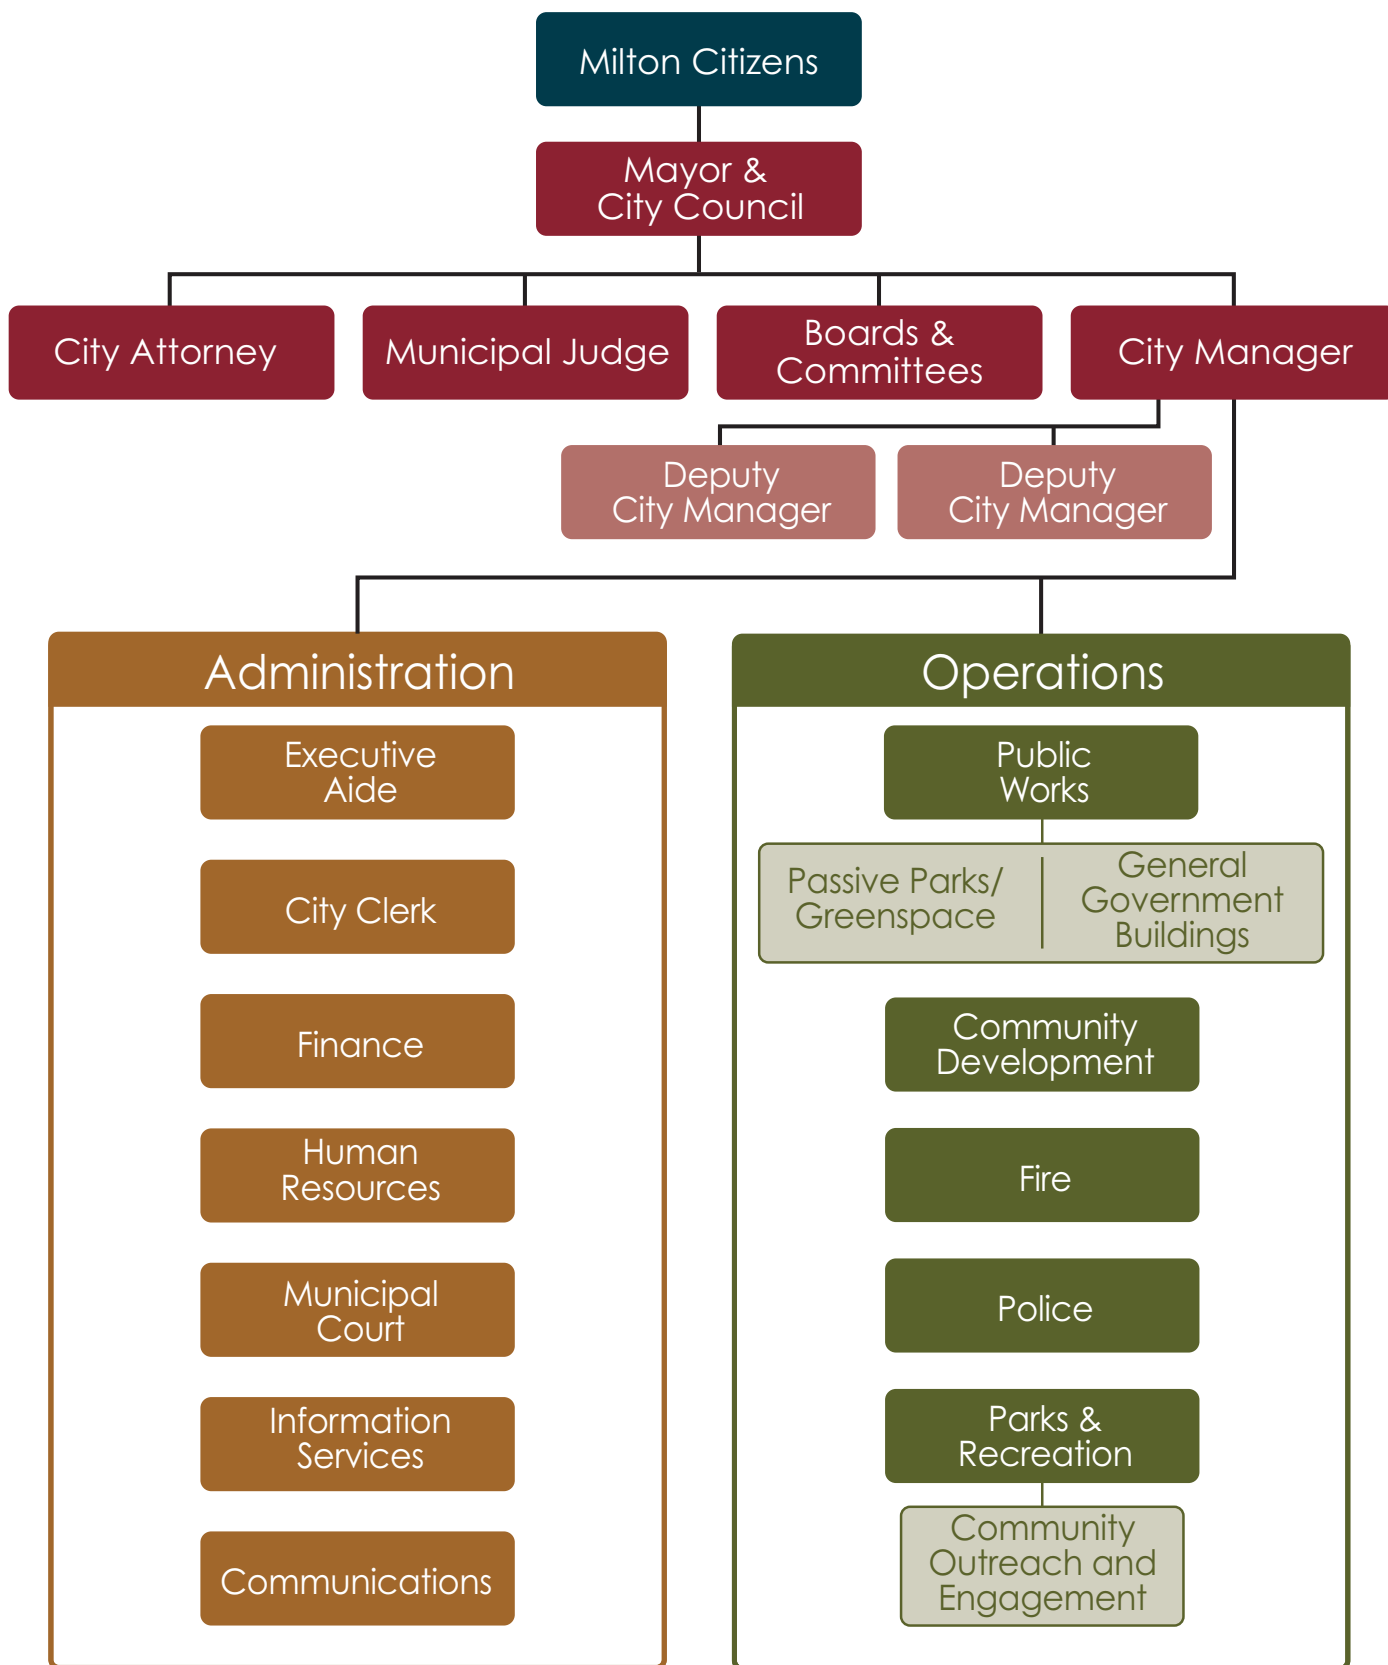 Milton Citizens
Mayor &
City Council
City Attorney
Municipal Judge
Boards &
Committees
City Manager
Deputy
City Manager
Deputy
City Manager
Administration
Executive
Aide
City Clerk
Finance
Human
Resources
Municipal
Court
Information
Services
Communications
Operations
Public
Works
Passive Parks/
Greenspace
General
Government
Buildings
Community
Development
Fire
Police
Parks &
Recreation
Community
Outreach and
Engagement